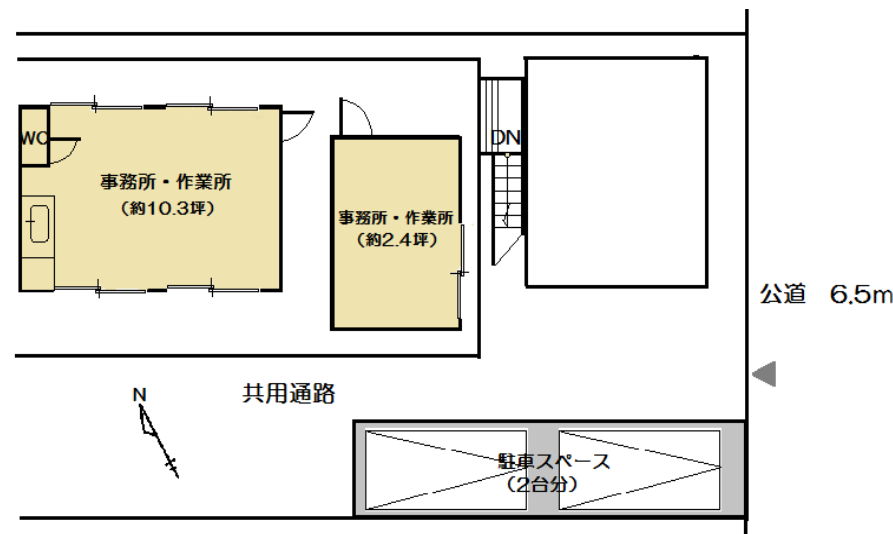 WC
事務所・作業所
（約10.3坪）
事務所・作業所
（約2.4坪）
DN
公道　6.5m
N
共用通路
駐車スペース
（2台分）